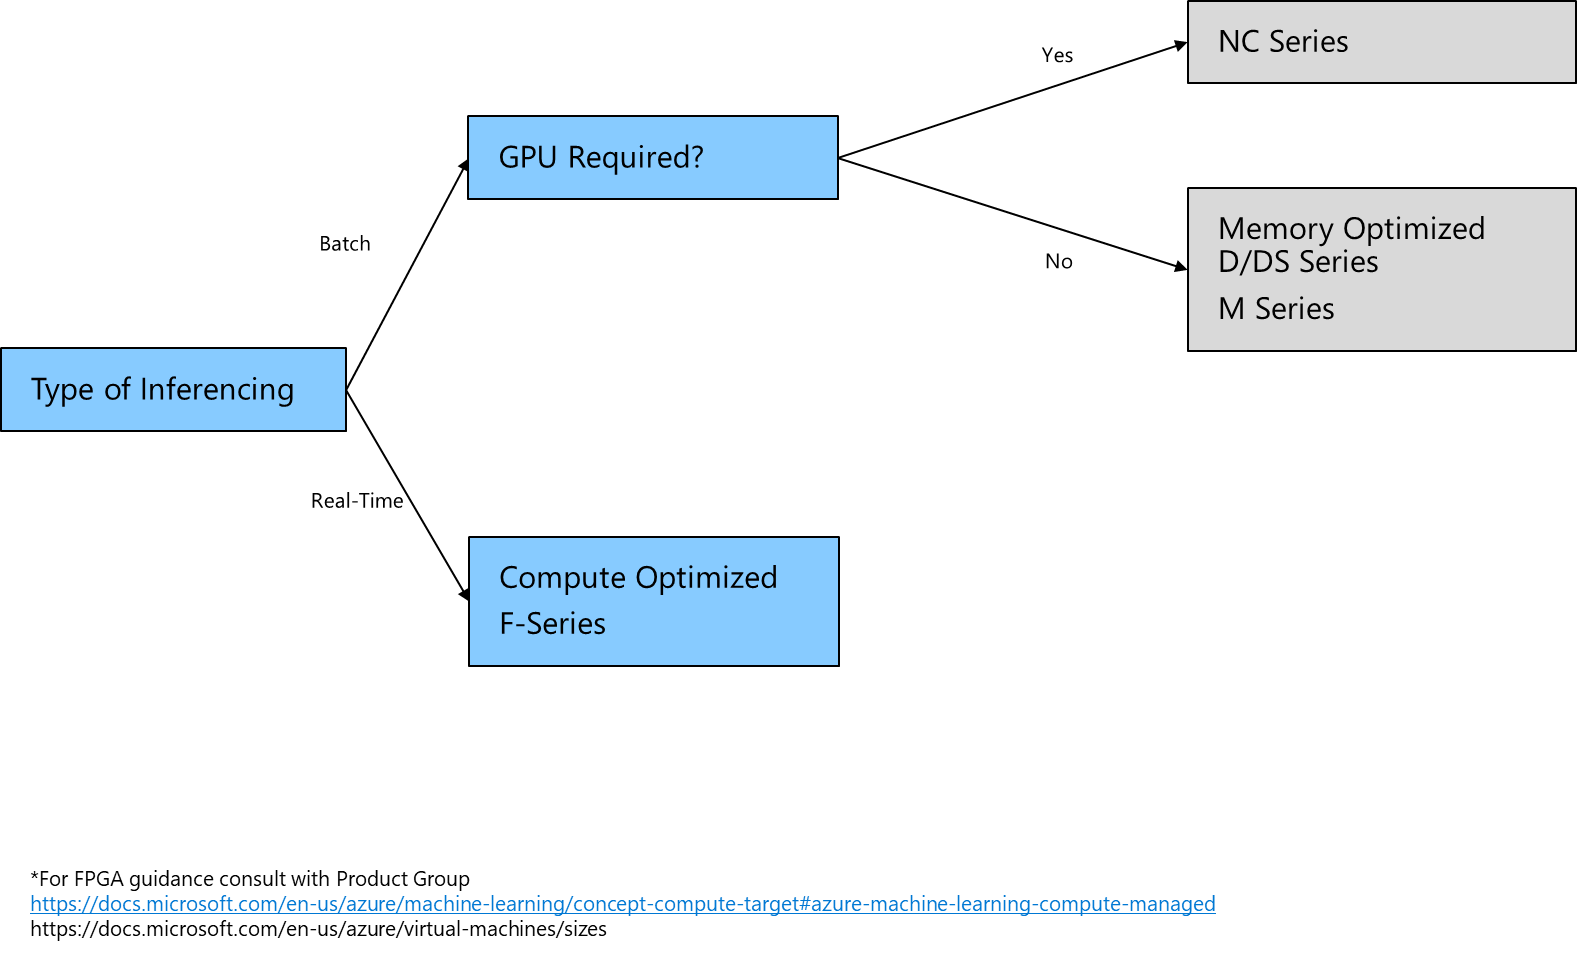 NC Series
Yes
GPU Required?
Batch
No
Memory Optimized
D/DS Series
M Series
Type of Inferencing
Real-Time
Compute Optimized
F-Series
*For FPGA guidance consult with Product Group
https://docs.microsoft.com/en-us/azure/machine-learning/concept-compute-target#azure-machine-learning-compute-managed
https://docs.microsoft.com/en-us/azure/virtual-machines/sizes